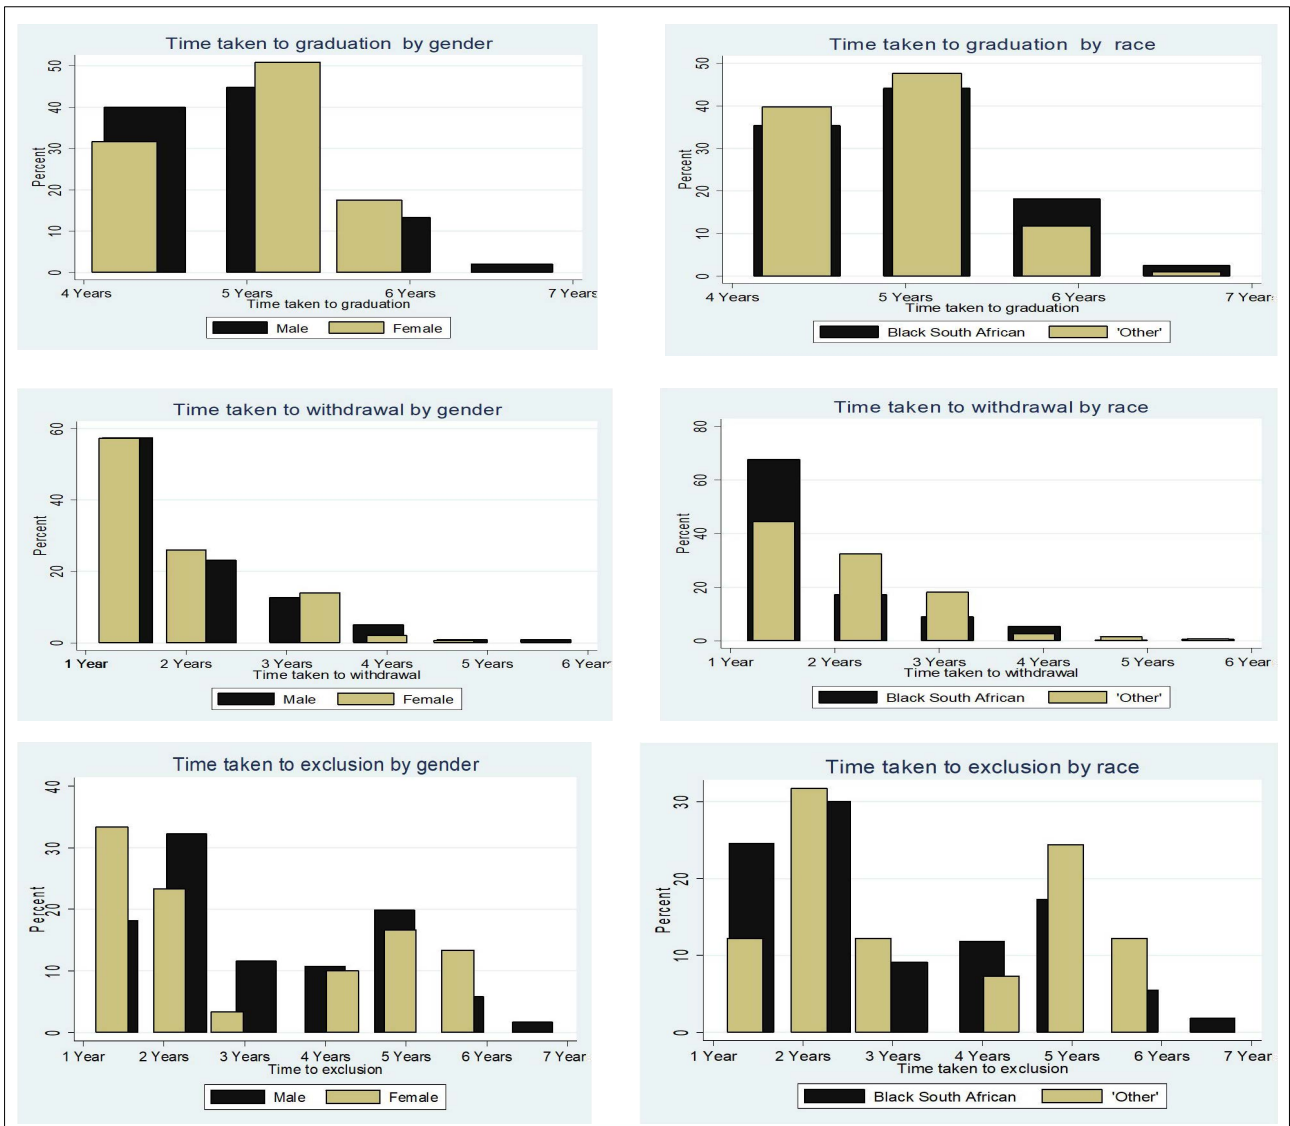 Time taken to graduation by gender
Percent
0 10 20 30 40 50
4 Years 5 Years 6 Years 7 Years
Time taken to graduation
Male Female
Time taken to graduation by race
Percent
0 10 20 30 40 50
4 Years 5 Years 6 Years 7 Years
Time taken to graduation
Black South African 'Other'
Time taken to withdrawal by gender
Percent
0 20 40 60
1 Year 2 Years 3 Years 4 Years 5 Years 6 Year
Time taken to withdrawal
Male Female
Time taken to withdrawal by race
Percent
0 20 40 60 80
1 Year 2 Years 3 Years 4 Years 5 Years 6 Years
Time taken to withdrawal
Black South African 'Other'
Time taken to exclusion by gender
Percent
0 10 20 30 40
1 Year 2 Years 3 Years 4 Years 5 Years 6 Years 7 Year
Time to exclusion
Male Female
Time taken to exclusion by race
Percent
0 10 20 30
1 Year 2 Years 3 Years 4 Years 5 Years 6 Years 7 Year
Time taken to exclusion
Black South African 'Other'